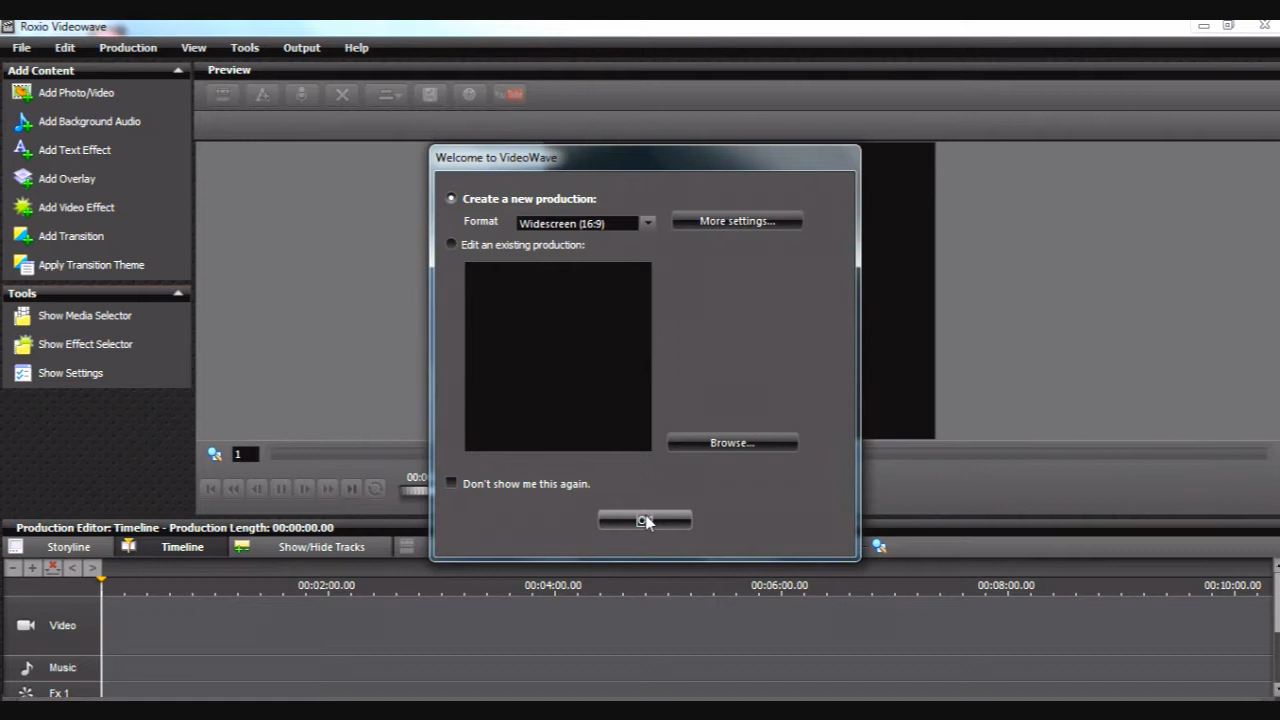 Roxio Videowave
File Edit Production View Tools Output Help
Add Content
Add Photo/Video
Add Background Audio
Add Text Effect
Add Overlay
Add Video Effect
Add Transition
Apply Transition Theme
Tools
Show Media Selector
Show Effect Selector
Show Settings
Preview
Welcome to VideoWave
Create a new production:
Format Widescreen (16:9) More settings...
Edit an existing production:
Browse...
Don't show me this again.
1
00:0
Production Editor: Timeline - Production Length: 00:00:00.00
Storyline Timeline Show/Hide Tracks
00:02:00.00 00:04:00.00 00:06:00.00 00:08:00.00 00:10:00.00
Video
Music
Fx 1